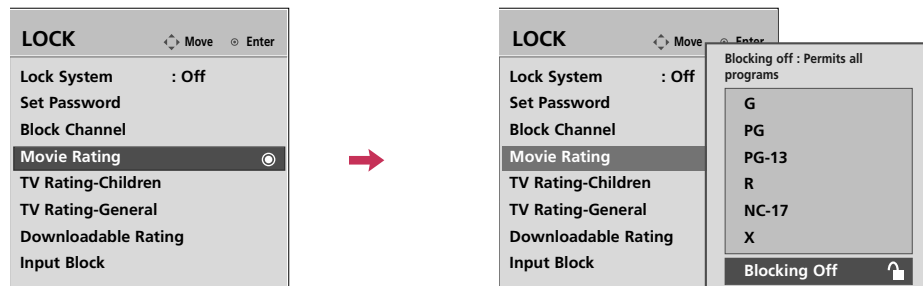 LOCK Move Enter
Lock System : Off
Set Password
Block Channel
Movie Rating
TV Rating-Children
TV Rating-General
Downloadable Rating
Input Block
LOCK Move Enter
Lock System : Off
Set Password
Block Channel
Movie Rating
TV Rating-Children
TV Rating-General
Downloadable Rating
Input Block
Blocking off : Permits all
programs
G
PG
PG-13
R
NC-17
X
Blocking Off